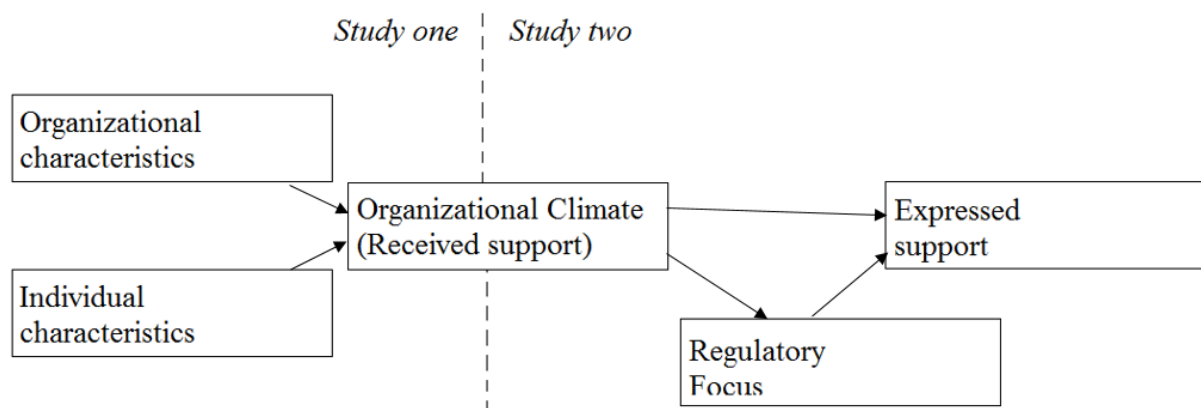 Study one
Study two
Organizational
characteristics
Organizational Climate
(Received support)
Expressed
support
Individual
characteristics
Regulatory
Focus